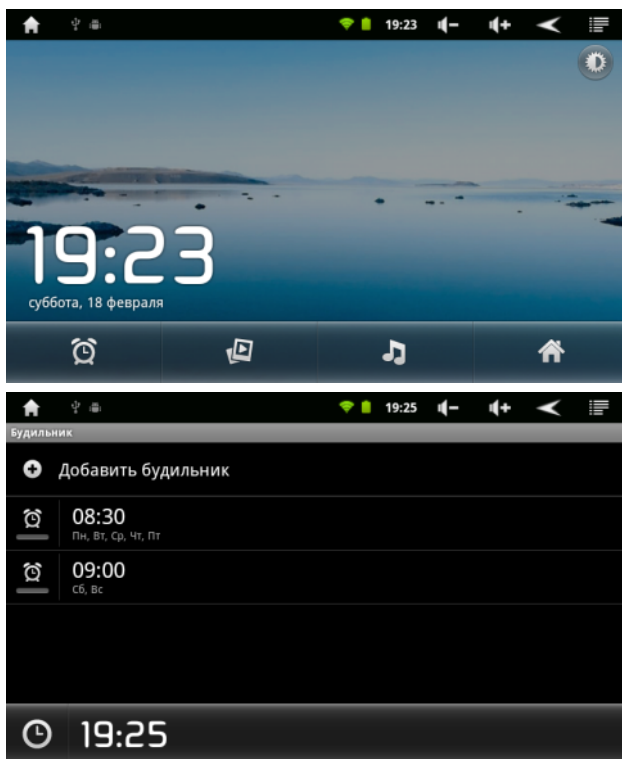 19:23
19:23
суббота, 18 февраля
19:25
Будильник
Добавить будильник
08:30
Пн, Вт, Ср, Чт, Пт
09:00
Сб, Вс
19:25